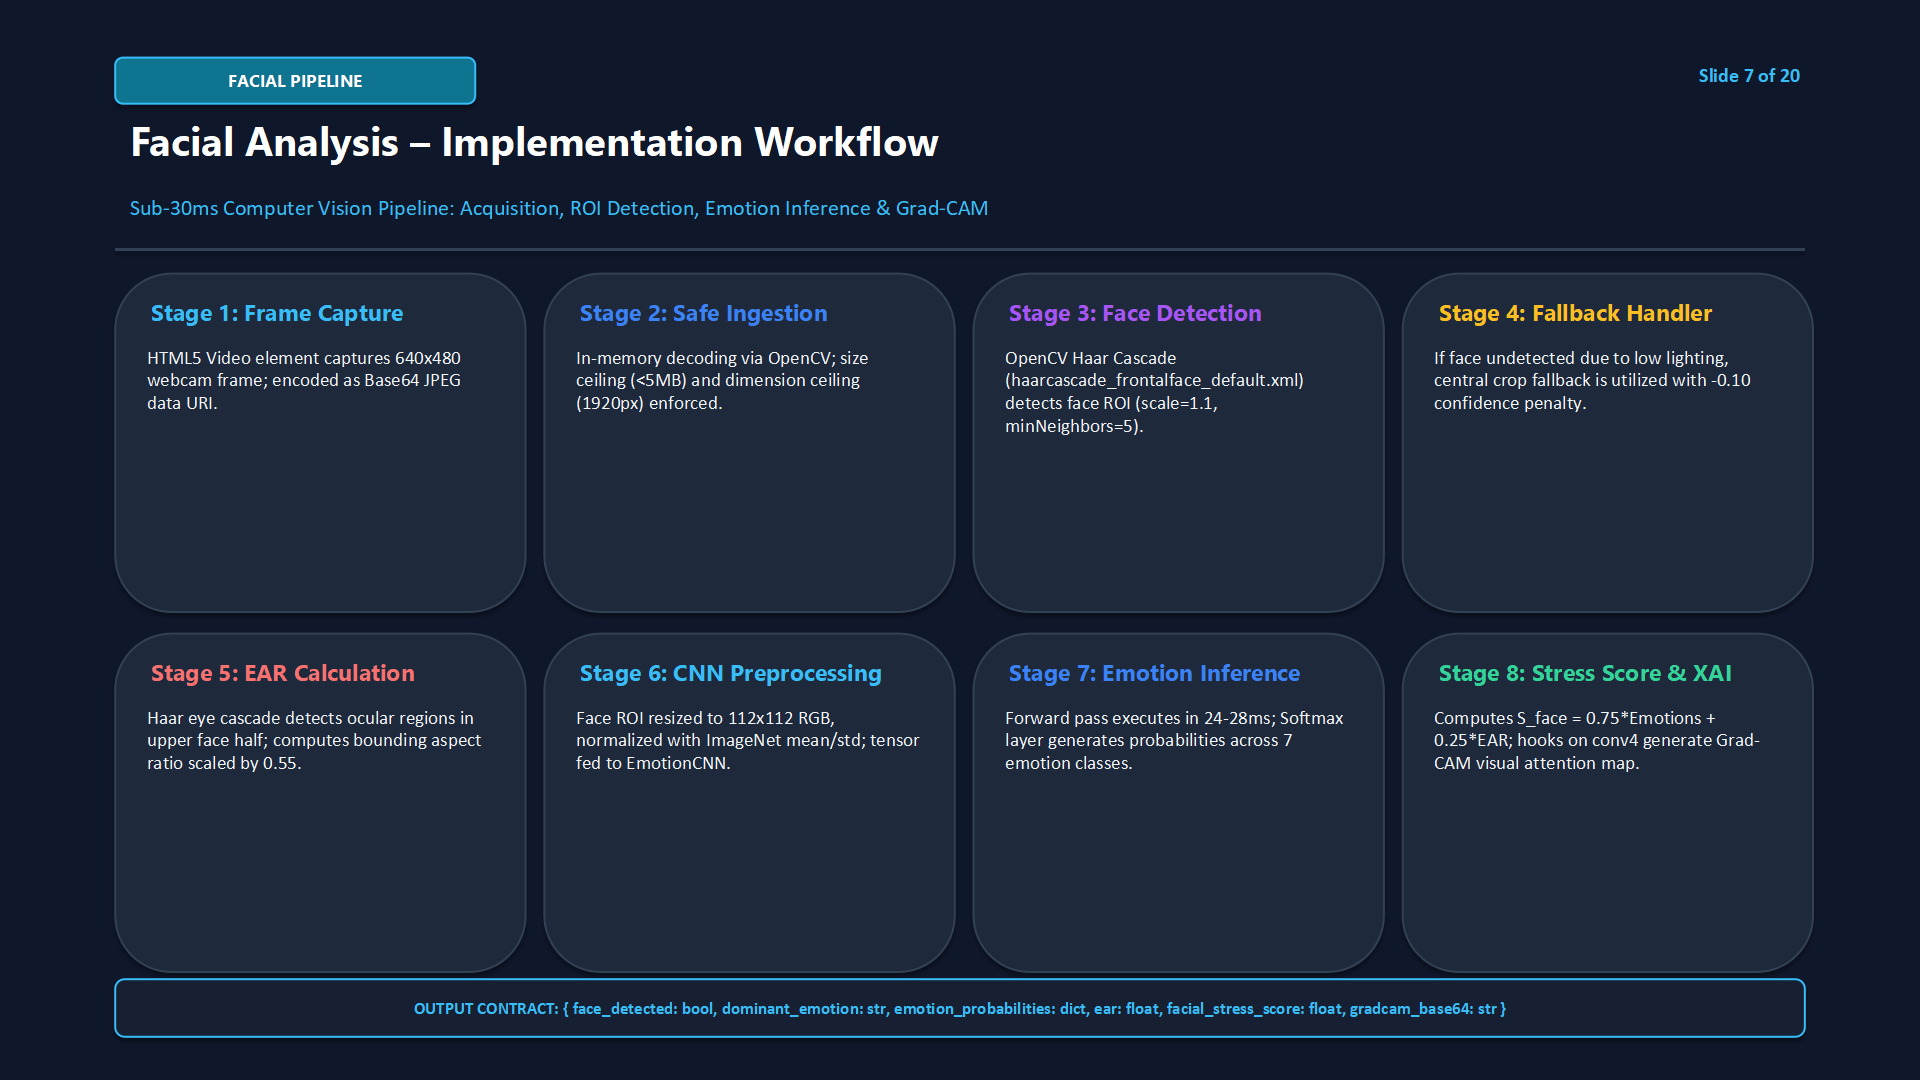 FACIAL PIPELINE
Slide 7 of 20
Facial Analysis – Implementation Workflow
Sub-30ms Computer Vision Pipeline: Acquisition, ROI Detection, Emotion Inference & Grad-CAM
Stage 1: Frame Capture
HTML5 Video element captures 640x480
webcam frame; encoded as Base64 JPEG
data URI.
Stage 2: Safe Ingestion
In-memory decoding via OpenCV; size
ceiling (<5MB) and dimension ceiling
(1920px) enforced.
Stage 3: Face Detection
OpenCV Haar Cascade
(haarcascade_frontalface_default.xml)
detects face ROI (scale=1.1,
minNeighbors=5).
Stage 4: Fallback Handler
If face undetected due to low lighting,
central crop fallback is utilized with -0.10
confidence penalty.
Stage 5: EAR Calculation
Haar eye cascade detects ocular regions in
upper face half; computes bounding aspect
ratio scaled by 0.55.
Stage 6: CNN Preprocessing
Face ROI resized to 112x112 RGB,
normalized with ImageNet mean/std; tensor
fed to EmotionCNN.
Stage 7: Emotion Inference
Forward pass executes in 24-28ms; Softmax
layer generates probabilities across 7
emotion classes.
Stage 8: Stress Score & XAI
Computes S_face = 0.75*Emotions +
0.25*EAR; hooks on conv4 generate Grad-
CAM visual attention map.
OUTPUT CONTRACT: { face_detected: bool, dominant_emotion: str, emotion_probabilities: dict, ear: float, facial_stress_score: float, gradcam_base64: str }